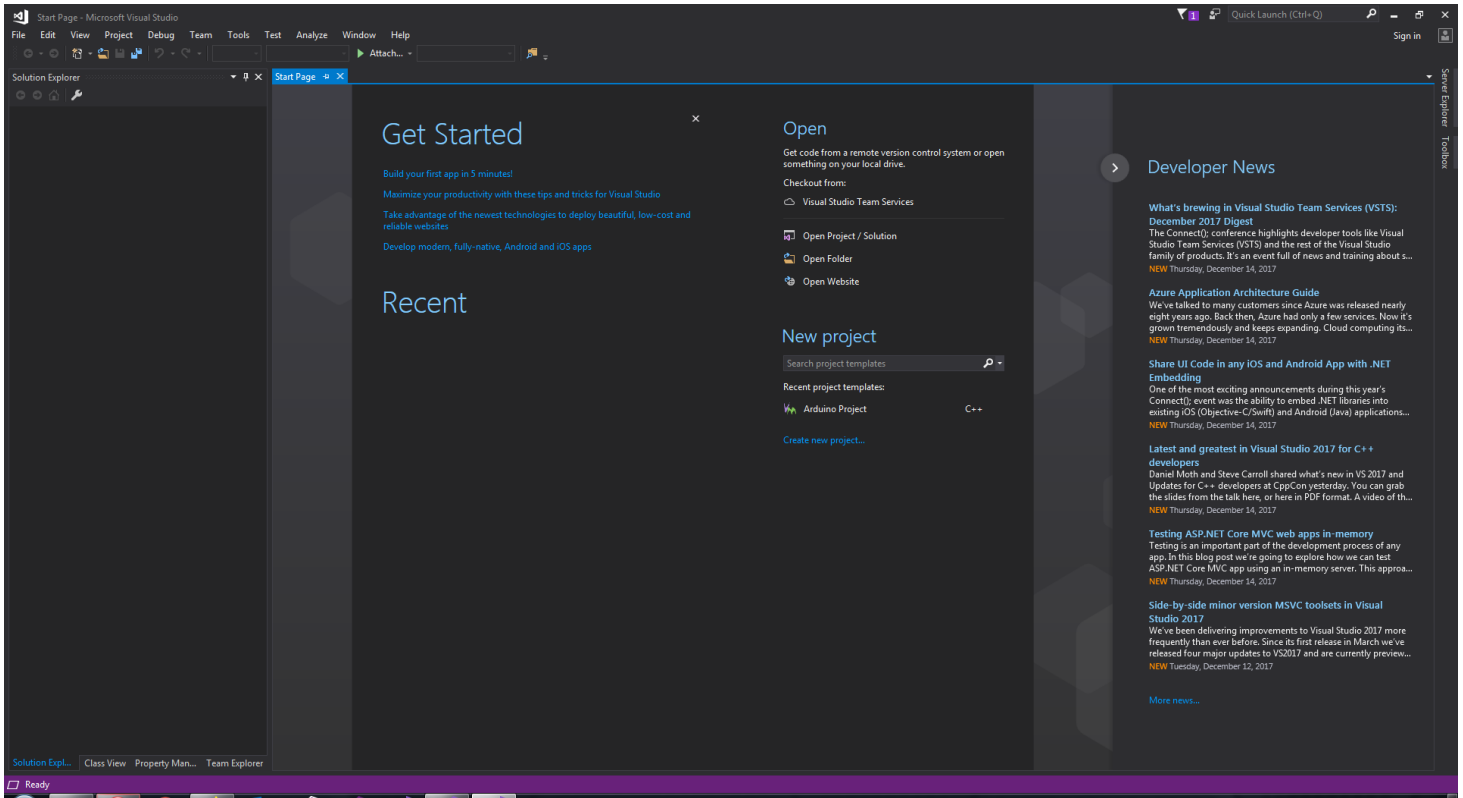 Start Page - Microsoft Visual Studio
1
Quick Launch (Ctrl+Q)
File Edit View Project Debug Team Tools Test Analyze Window Help
Sign in
Attach...
Solution Explorer
Start Page
Server Explorer
Toolbox
Get Started
Build your first app in 5 minutes!
Maximize your productivity with these tips and tricks for Visual Studio
Take advantage of the newest technologies to deploy beautiful, low-cost and
reliable websites
Develop modern, fully-native, Android and iOS apps
Recent
Open
Get code from a remote version control system or open
something on your local drive.
Checkout from:
Visual Studio Team Services
Open Project / Solution
Open Folder
Open Website
New project
Search project templates
Recent project templates:
Arduino Project C++
Create new project...
Developer News
What's brewing in Visual Studio Team Services (VSTS):
December 2017 Digest
The Connect(); conference highlights developer tools like Visual
Studio Team Services (VSTS) and the rest of the Visual Studio
family of products. It's an event full of news and training about s...
NEW Thursday, December 14, 2017
Azure Application Architecture Guide
We've talked to many customers since Azure was released nearly
eight years ago. Back then, Azure had only a few services. Now it's
grown tremendously and keeps expanding. Cloud computing its...
NEW Thursday, December 14, 2017
Share UI Code in any iOS and Android App with .NET
Embedding
One of the most exciting announcements during this year's
Connect(); event was the ability to embed .NET libraries into
existing iOS (Objective-C/Swift) and Android (Java) applications...
NEW Thursday, December 14, 2017
Latest and greatest in Visual Studio 2017 for C++
developers
Daniel Moth and Steve Carroll shared what's new in VS 2017 and
Updates for C++ developers at CppCon yesterday. You can grab
the slides from the talk here, or here in PDF format. A video of th...
NEW Thursday, December 14, 2017
Testing ASP.NET Core MVC web apps in-memory
Testing is an important part of the development process of any
app. In this blog post we're going to explore how we can test
ASP.NET Core MVC app using an in-memory server. This approa...
NEW Thursday, December 14, 2017
Side-by-side minor version MSVC toolsets in Visual
Studio 2017
We've been delivering improvements to Visual Studio 2017 more
frequently than ever before. Since its first release in March we've
released four major updates to VS2017 and are currently preview...
NEW Tuesday, December 12, 2017
More news...
Solution Expl... Class View Property Man... Team Explorer
Ready